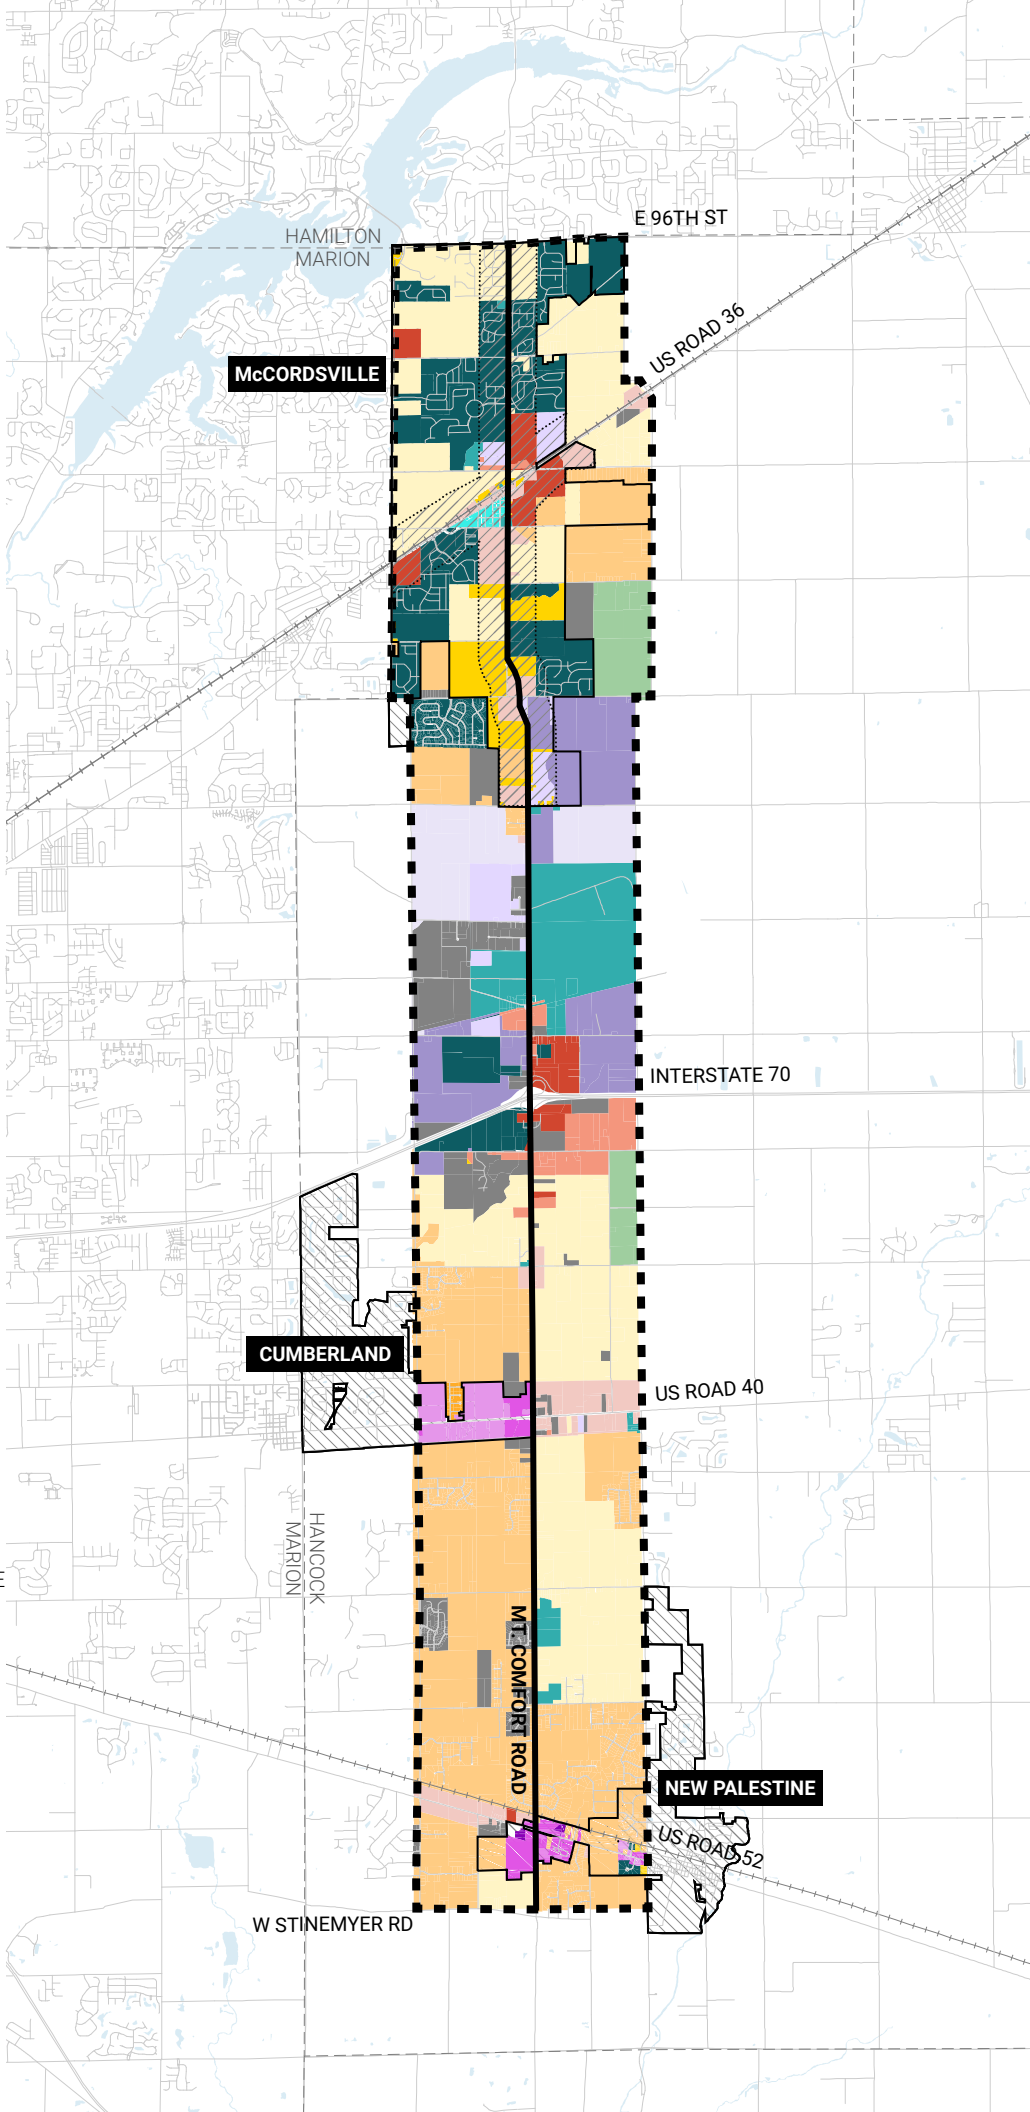 E 96TH ST
HAMILTON
MARION
US ROAD 36
McCORDSVILLE
INTERSTATE 70
CUMBERLAND
US ROAD 40
HANCOCK
MARION
E
MT. COMFORT ROAD
NEW PALESTINE
US ROAD 52
W STINEMYER RD